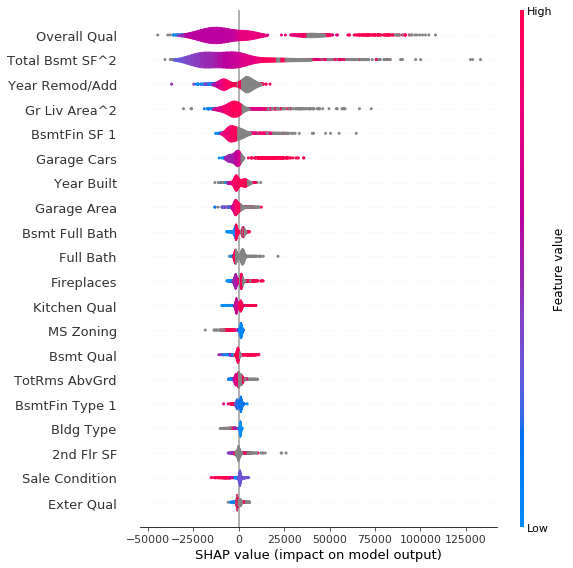 High
Overall Qual
Total Bsmt SF^2
Year Remod/Add
Gr Liv Area^2
BsmtFin SF 1
Garage Cars
Year Built
Garage Area
Bsmt Full Bath
Full Bath
Fireplaces
Kitchen Qual
MS Zoning
Bsmt Qual
TotRms AbvGrd
BsmtFin Type 1
Bldg Type
2nd Flr SF
Sale Condition
Exter Qual
Feature value
Low
−50000 −25000 0 25000 50000 75000 100000 125000
SHAP value (impact on model output)